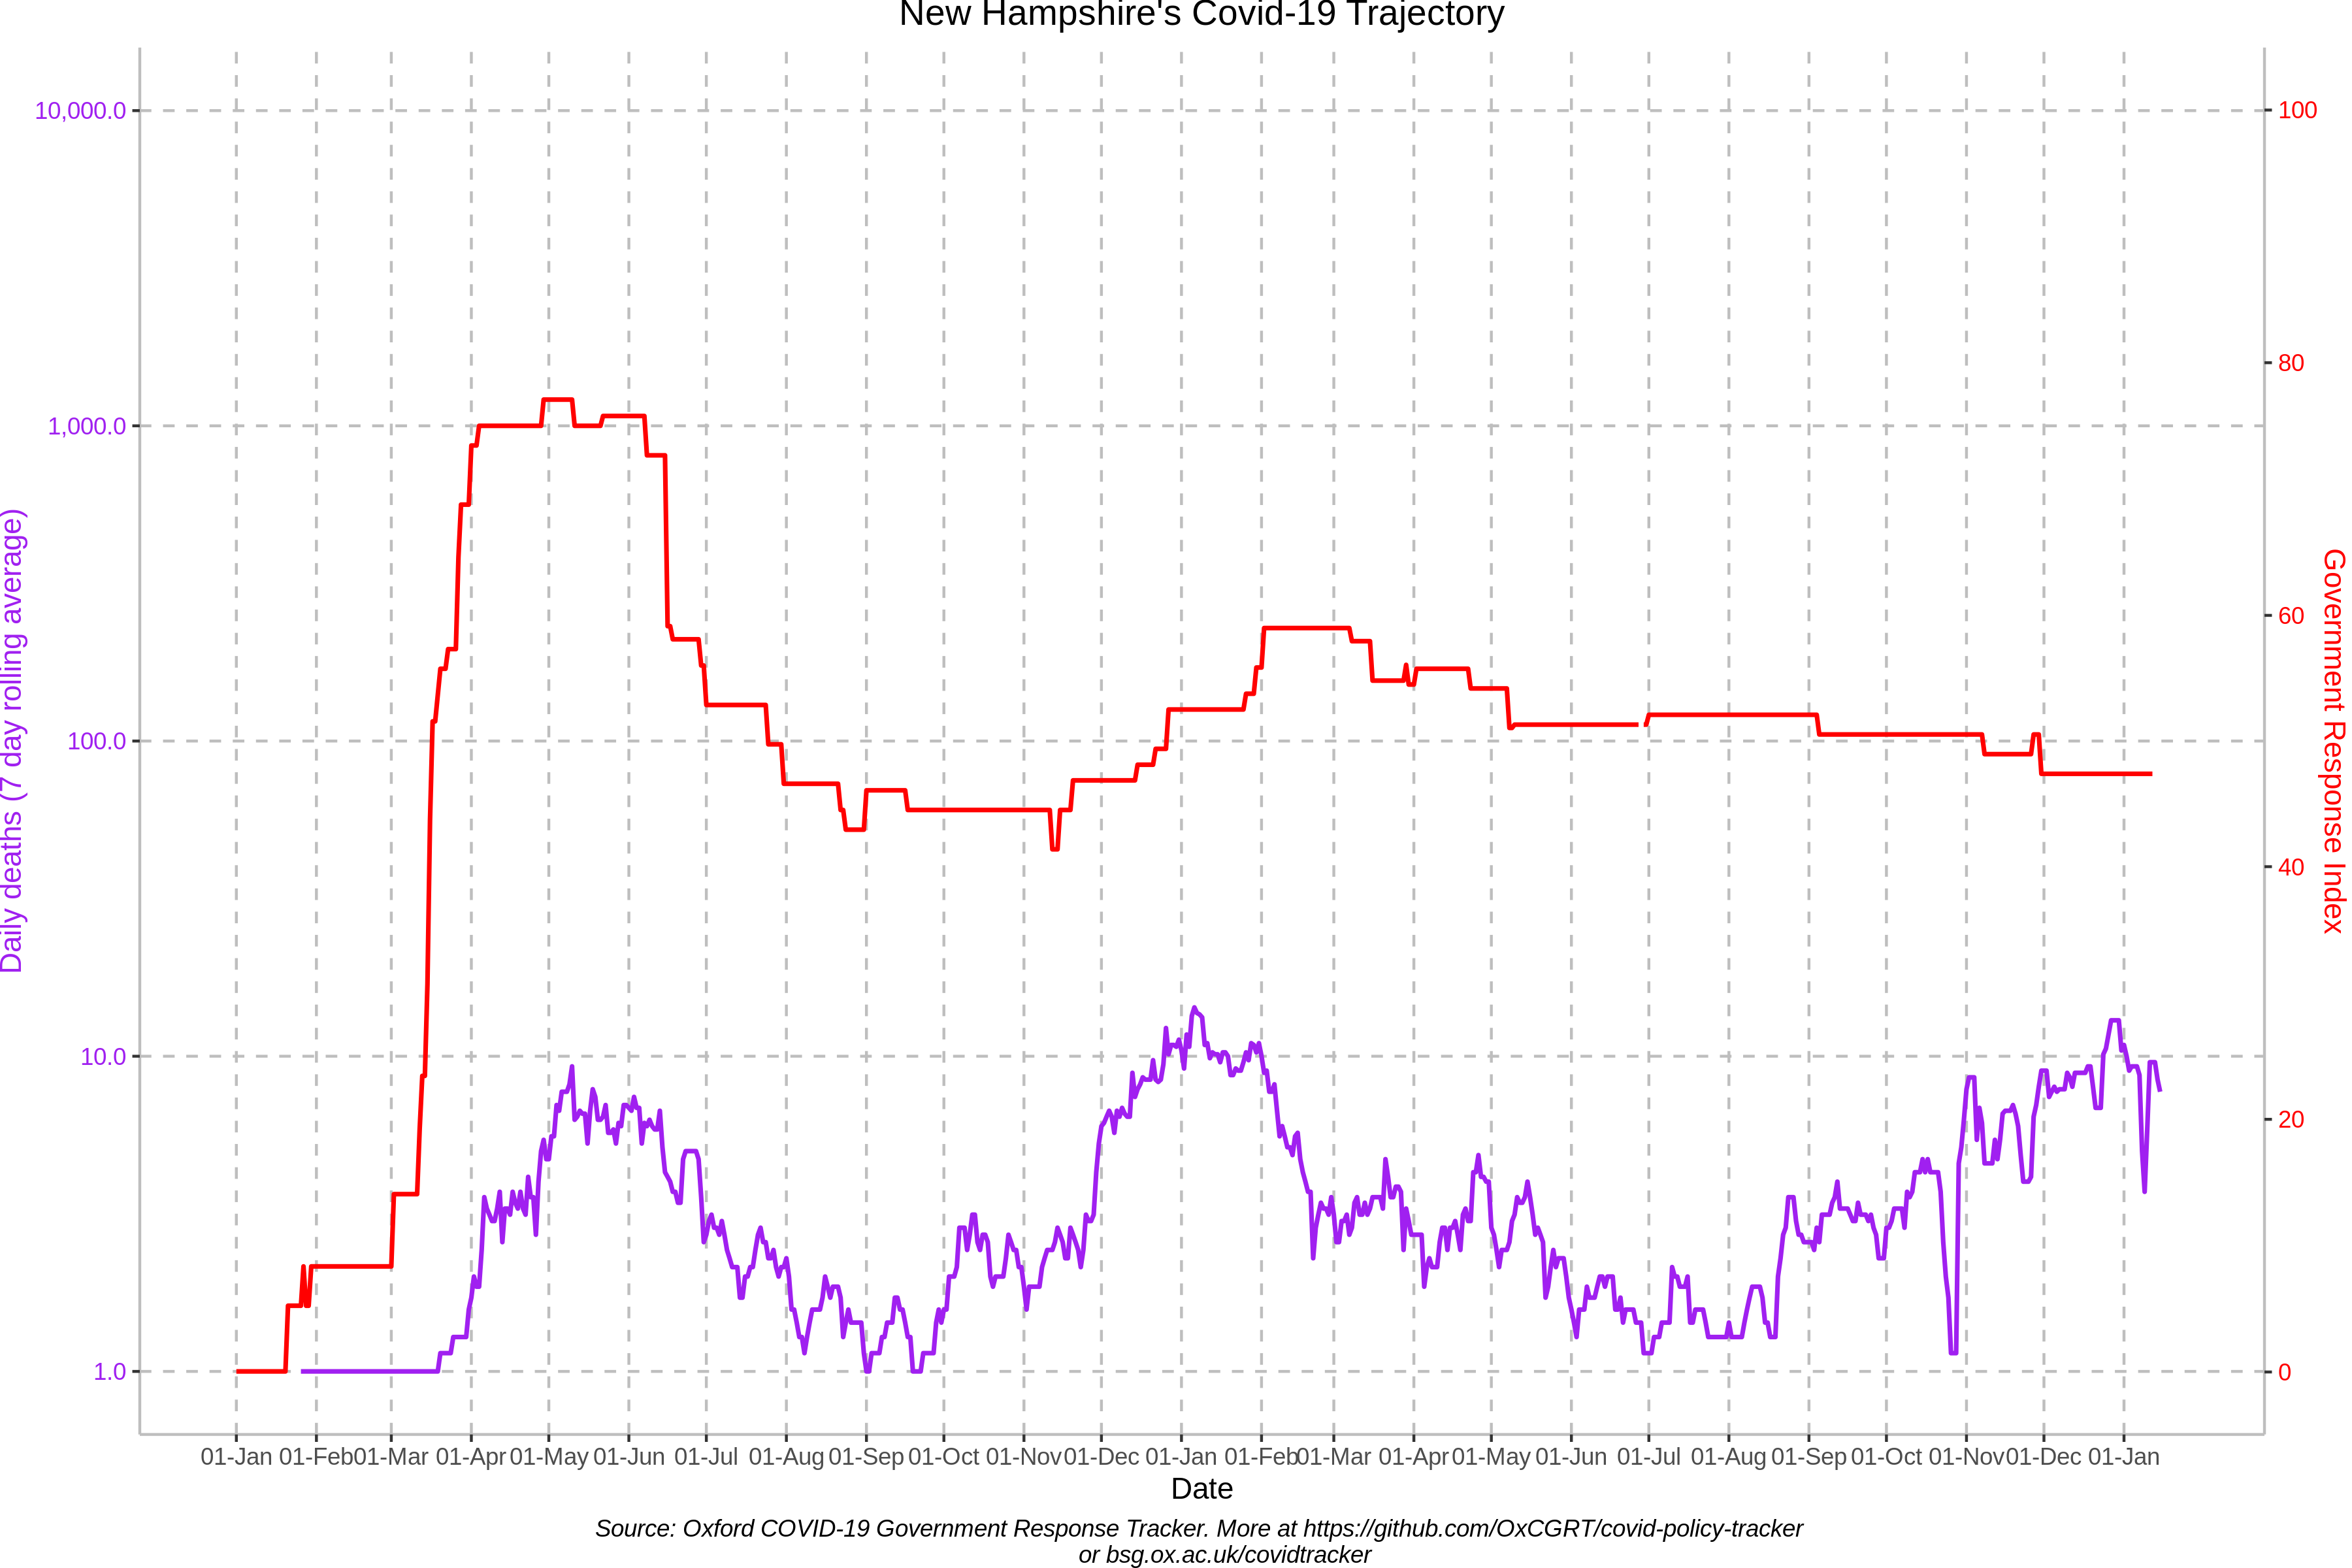 New Hampshire's Covid-19 Trajectory
10,000.0
1,000.0
100.0
10.0
1.0
Daily deaths (7 day rolling average)
100
80
60
40
20
0
Government Response Index
01-Jan 01-Feb 01-Mar 01-Apr 01-May 01-Jun 01-Jul 01-Aug 01-Sep 01-Oct 01-Nov 01-Dec 01-Jan 01-Feb 01-Mar 01-Apr 01-May 01-Jun 01-Jul 01-Aug 01-Sep 01-Oct 01-Nov 01-Dec 01-Jan
Date
Source: Oxford COVID-19 Government Response Tracker. More at https://github.com/OxCGRT/covid-policy-tracker
or bsg.ox.ac.uk/covidtracker